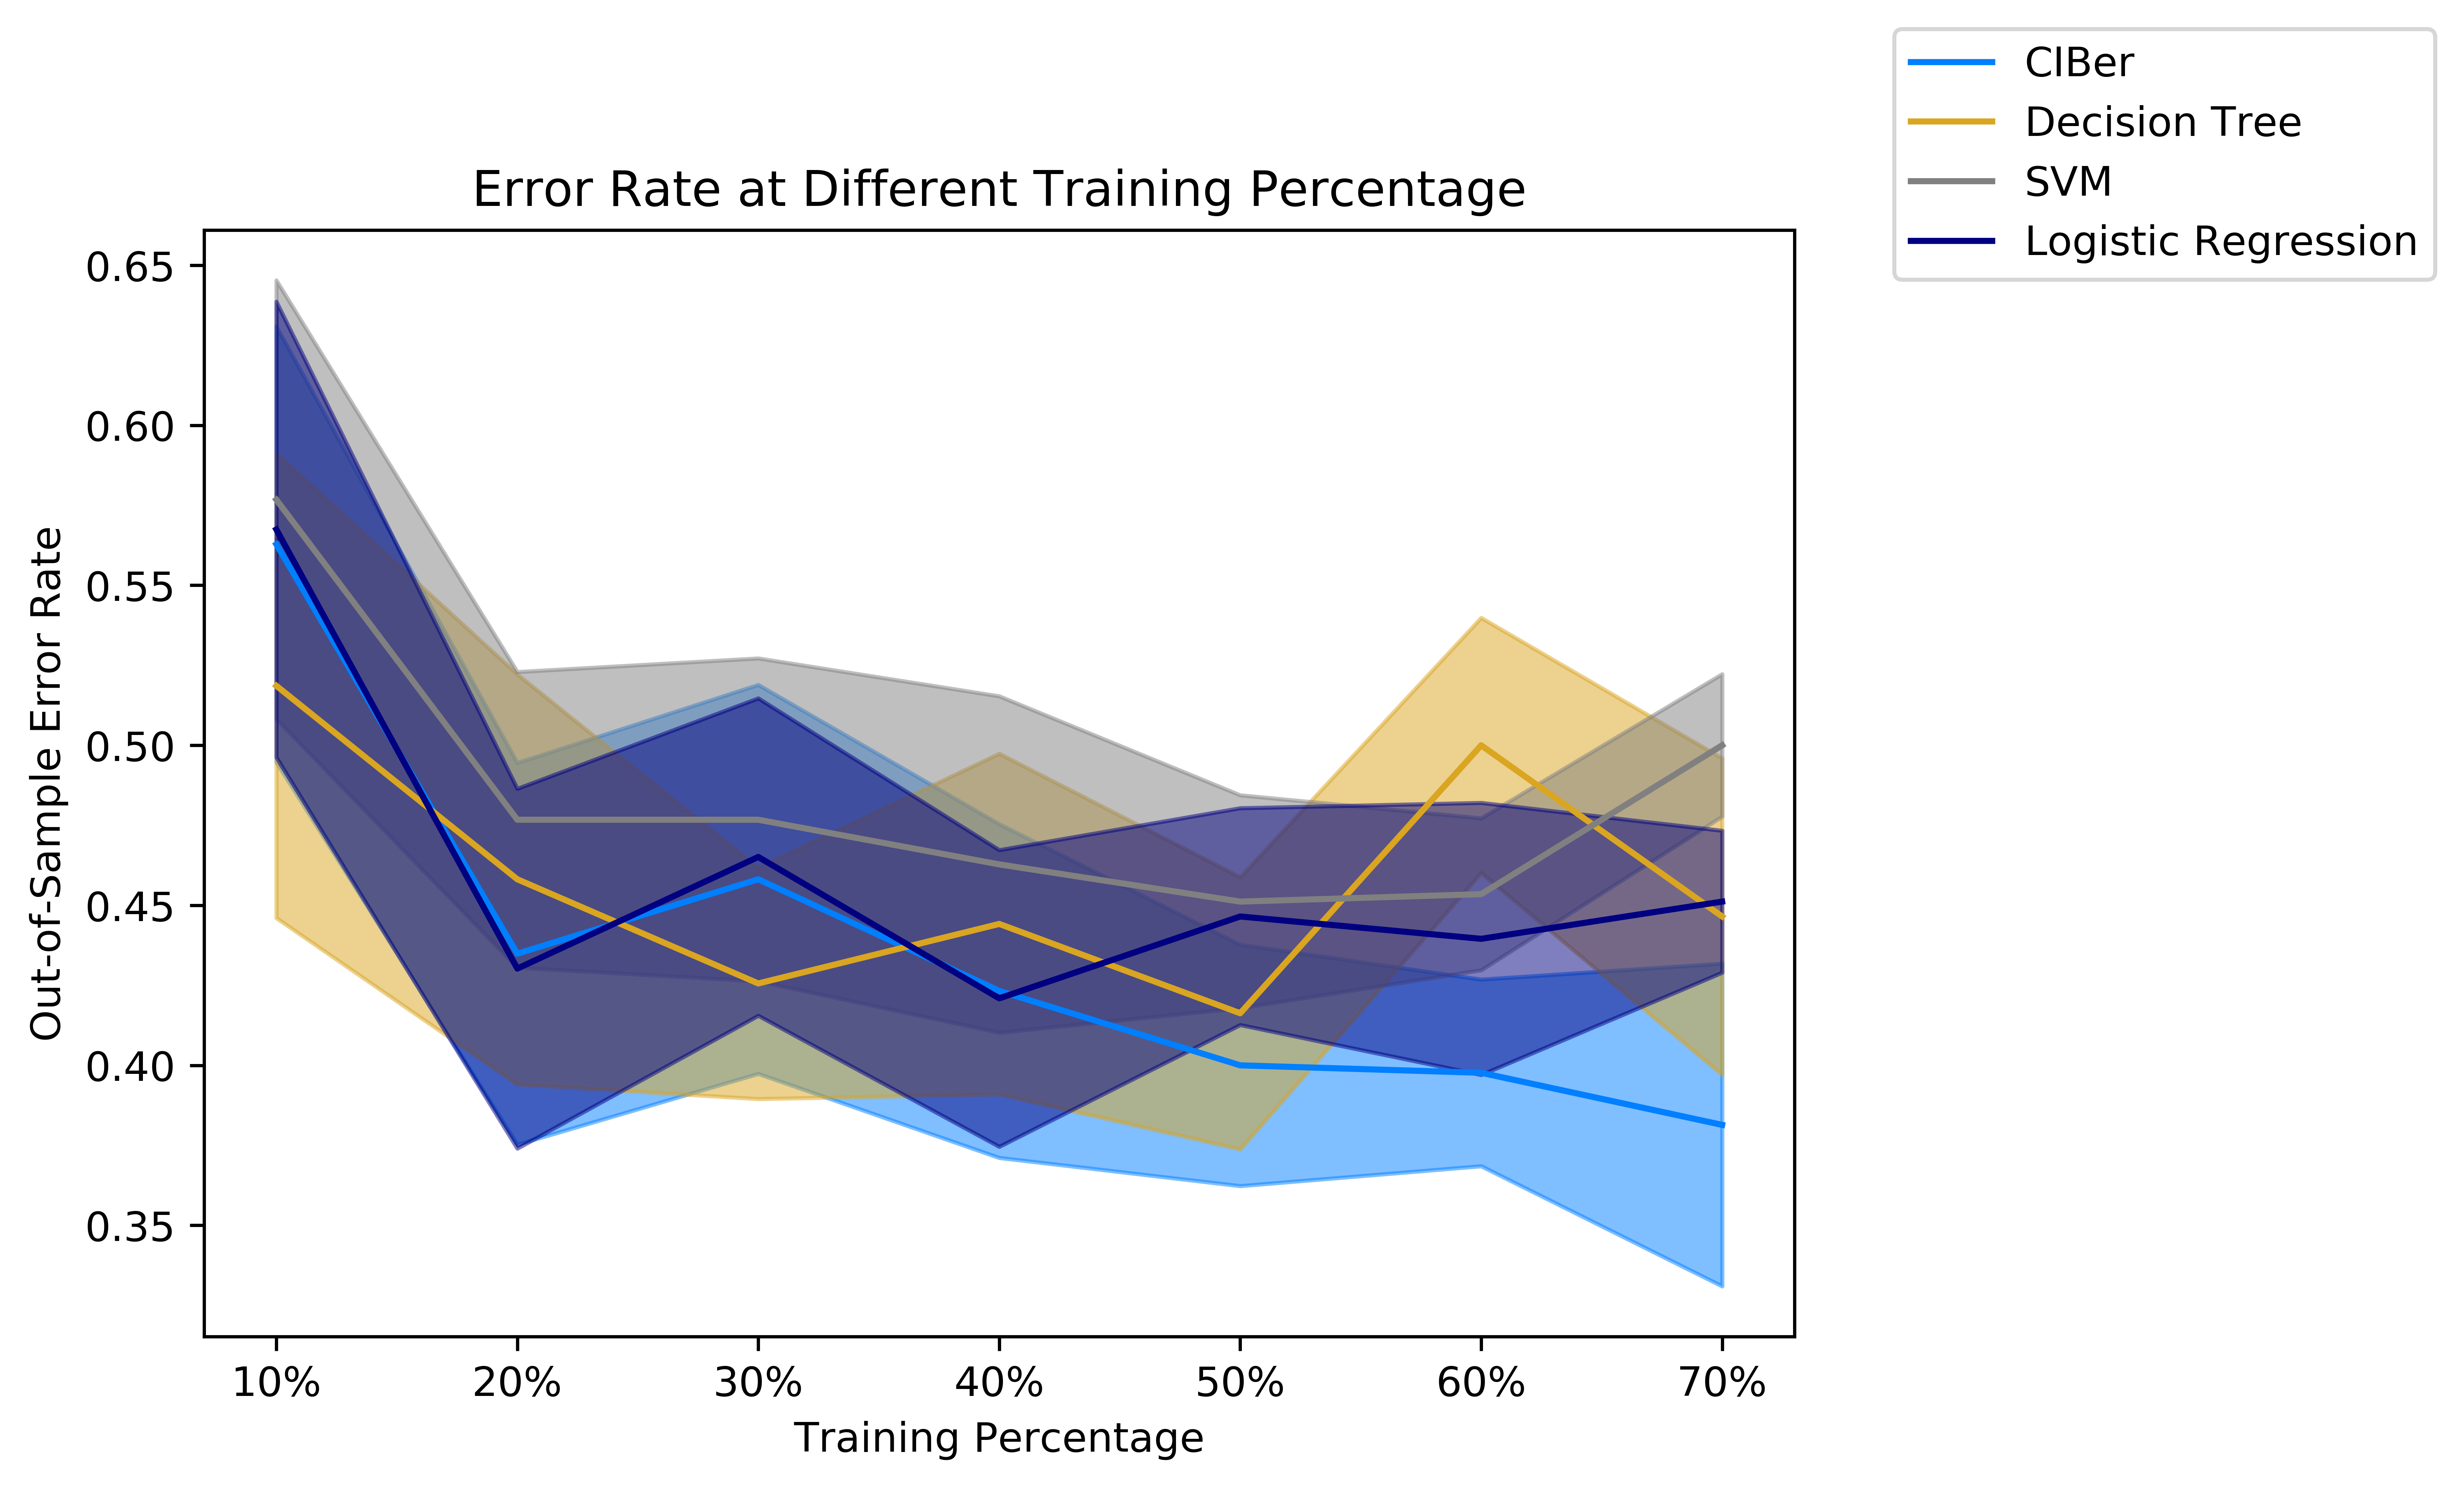 CIBer
Decision Tree
SVM
Logistic Regression
Error Rate at Different Training Percentage
Out-of-Sample Error Rate
0.65
0.60
0.55
0.50
0.45
0.40
0.35
10% 20% 30% 40% 50% 60% 70%
Training Percentage